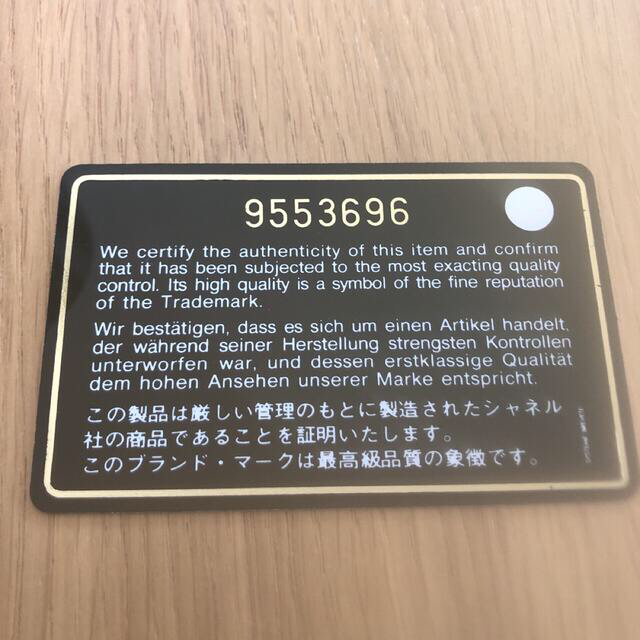 9553696
We certify the authenticity of this item and confirm
that it has been subjected to the most exacting quality
control. Its high quality is a symbol of the fine reputation
of the Trademark.
Wir bestätigen, dass es sich um einen Artikel handelt,
der während seiner Herstellung strengsten Kontrollen
unterworfen war, und dessen erstklassige Qualität
dem hohen Ansehen unserer Marke entspricht.
この製品は厳しい管理のもとに製造されたシャネル
社の商品であることを証明いたします。
このブランド・マークは最高級品質の象徴です。